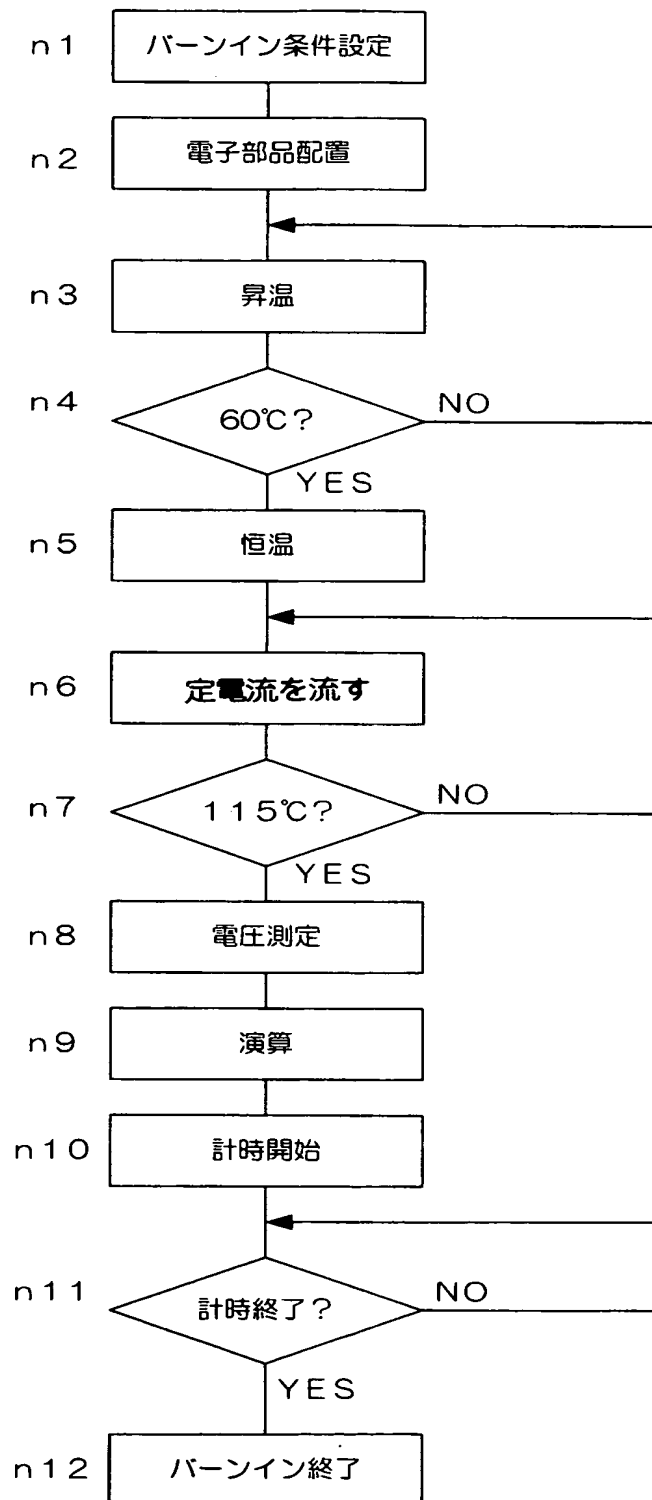 n1 バーンイン条件設定
n2 電子部品配置
n3 昇温
n4 60℃? NO
YES
n5 恒温
n6 定電流を流す
n7 115℃? NO
YES
n8 電圧測定
n9 演算
n10 計時開始
n11 計時終了? NO
YES
n12 バーンイン終了